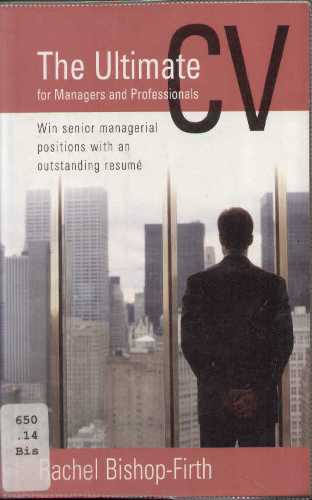 The Ultimate
CV
for Managers and Professionals
Win senior managerial
positions with an
outstanding resumé
650
.14
Bis
Rachel Bishop-Firth